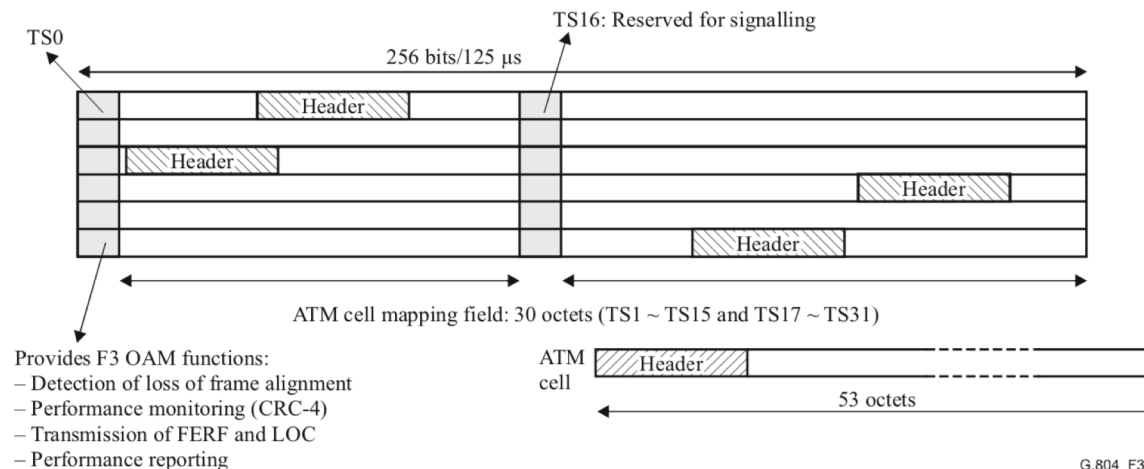 TS16: Reserved for signalling
TS0
256 bits/125 μs
Header
Header
Header
Header
ATM cell mapping field: 30 octets (TS1 ~ TS15 and TS17 ~ TS31)
Provides F3 OAM functions:
– Detection of loss of frame alignment
– Performance monitoring (CRC-4)
– Transmission of FERF and LOC
– Performance reporting
ATM
cell
Header
53 octets
G.804_F3